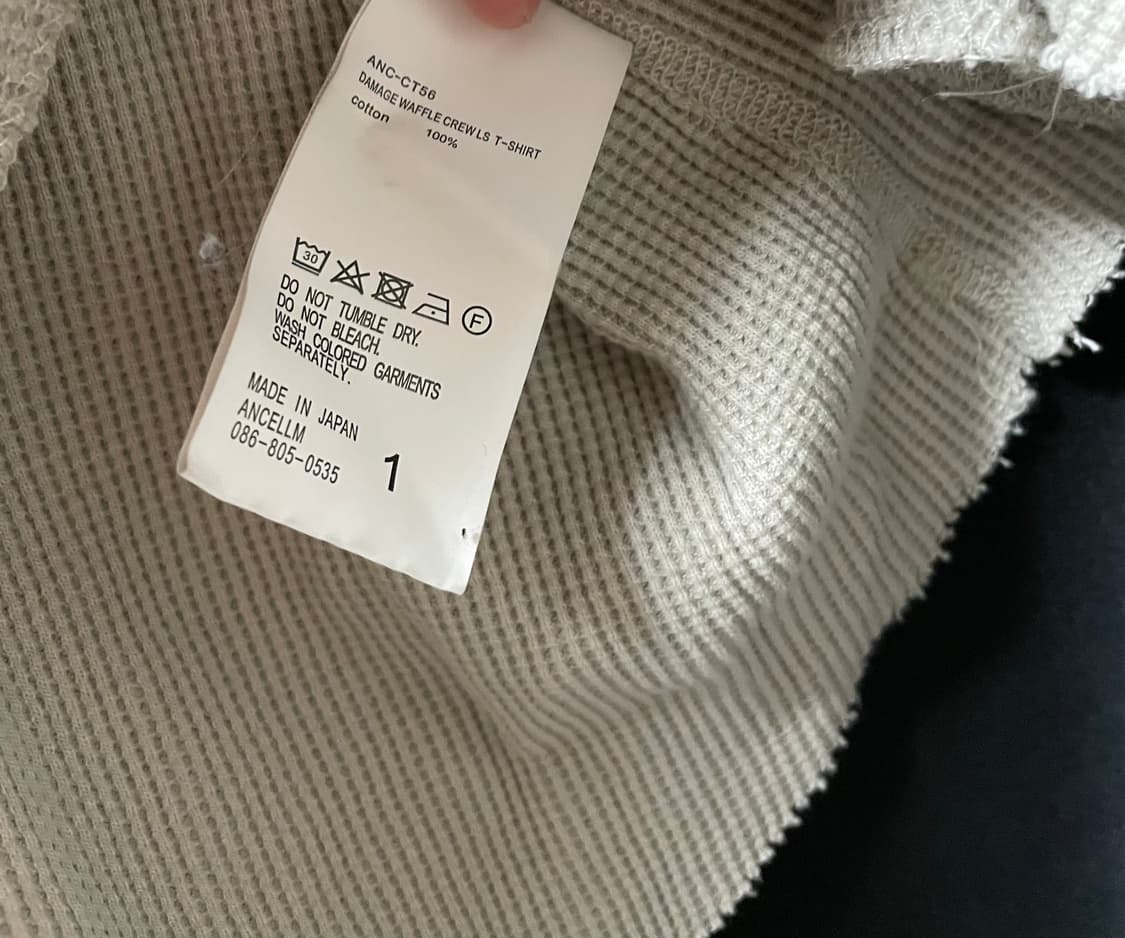 ANC-CT56
DAMAGE WAFFLE CREW LS T-SHIRT
cotton 100%
30
F
DO NOT TUMBLE DRY.
DO NOT BLEACH.
WASH COLORED GARMENTS
SEPARATELY.
MADE IN JAPAN
ANCELLM
086-805-0535
1